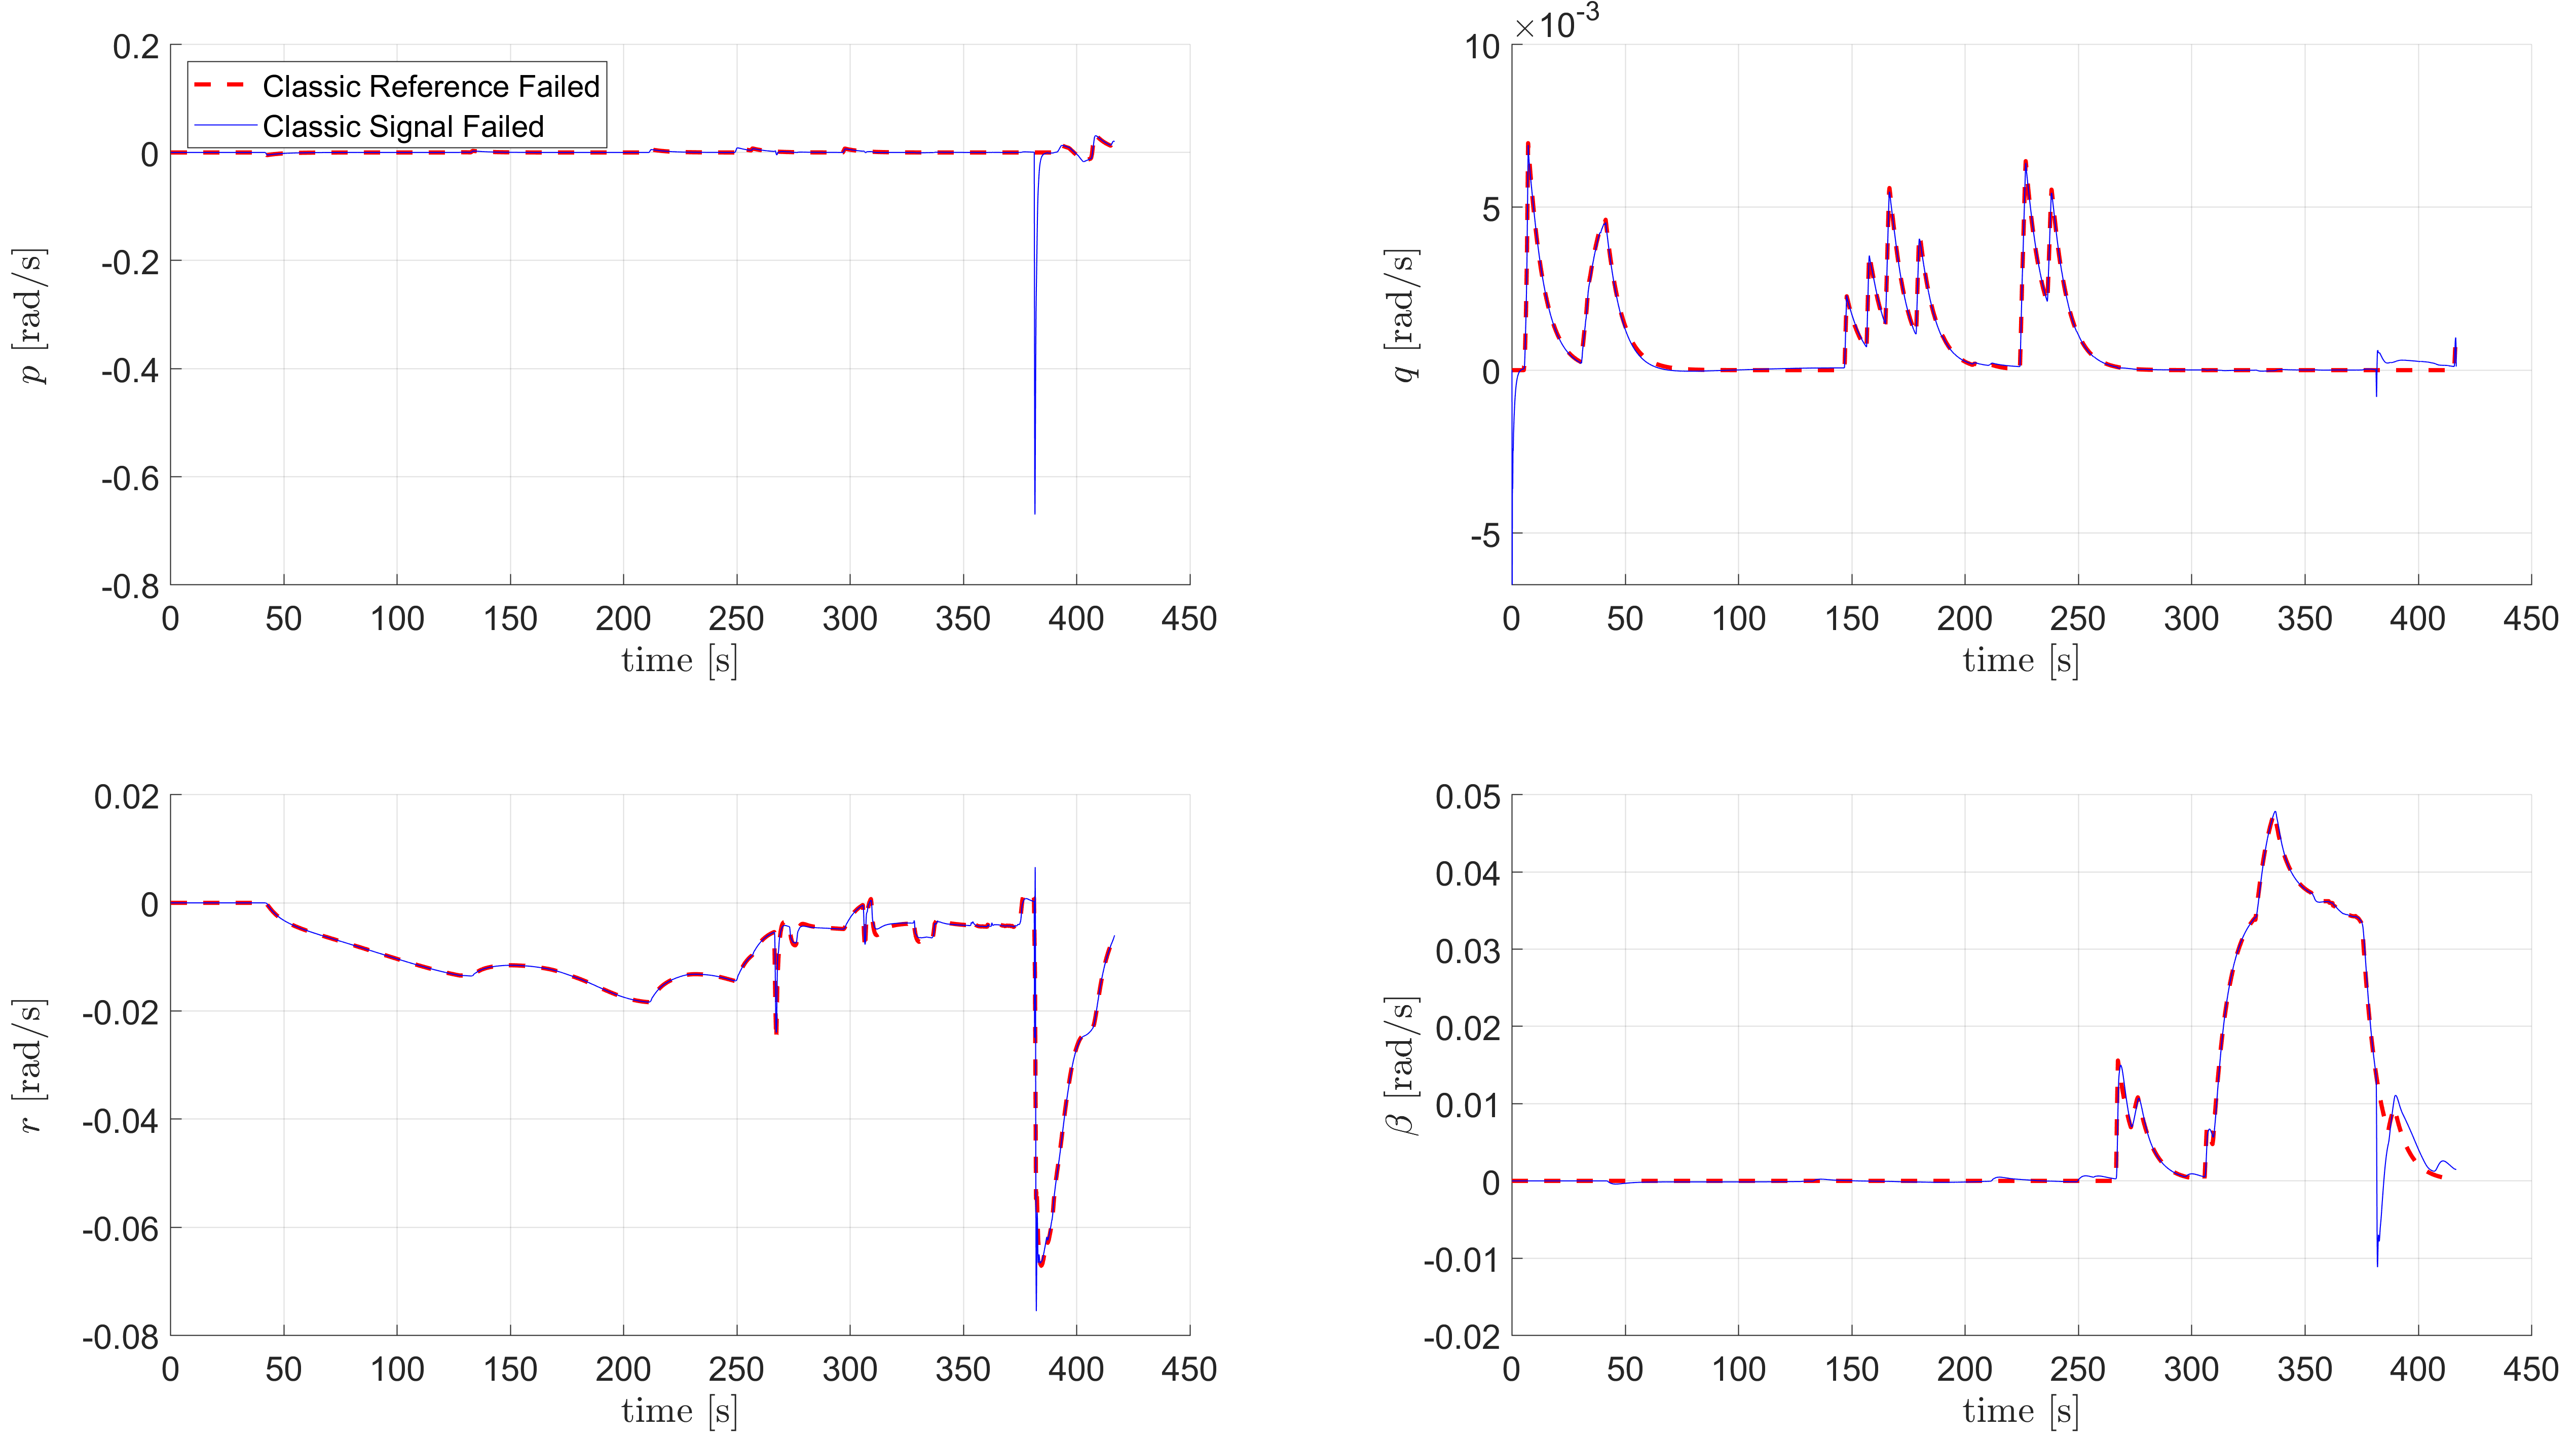 0.2
0
-0.2
-0.4
-0.6
-0.8
0 50 100 150 200 250 300 350 400 450
time [s]
p [rad/s]
Classic Reference Failed
Classic Signal Failed
×10-3
10
5
0
-5
0 50 100 150 200 250 300 350 400 450
time [s]
q [rad/s]
0.02
0
-0.02
-0.04
-0.06
-0.08
0 50 100 150 200 250 300 350 400 450
time [s]
r [rad/s]
0.05
0.04
0.03
0.02
0.01
0
-0.01
-0.02
0 50 100 150 200 250 300 350 400 450
time [s]
β [rad/s]